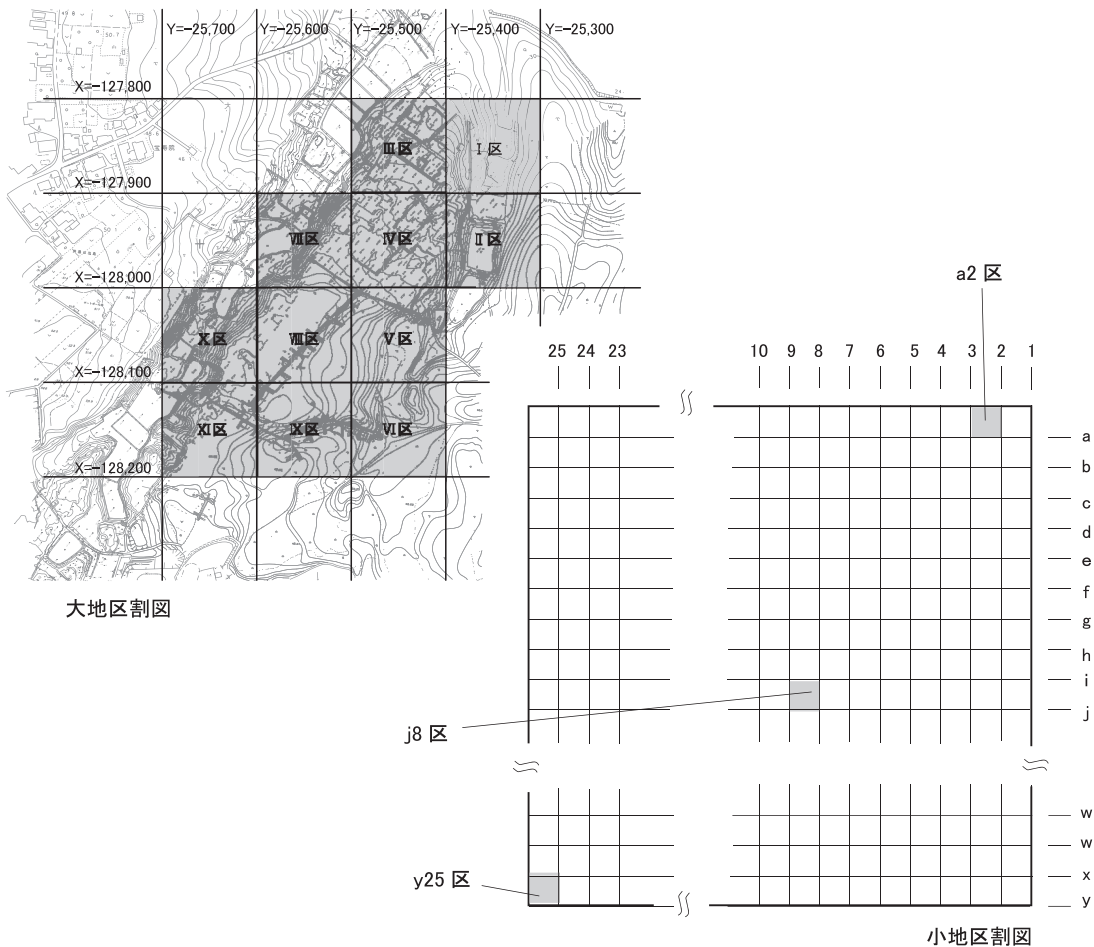 Y=-25,700 Y=-25,600 Y=-25,500 Y=-25,400 Y=-25,300
X=-127,800
Ⅲ区 Ⅰ区
X=-127,900
Ⅶ区 Ⅳ区 Ⅱ区
X=-128,000
Ⅹ区 Ⅷ区 Ⅴ区
X=-128,100
Ⅺ区 Ⅸ区 Ⅵ区
X=-128,200
大地区割図
a2 区
25 24 23 10 9 8 7 6 5 4 3 2 1
a
b
c
d
e
f
g
h
i
j
j8 区
w
w
x
y
y25 区
小地区割図